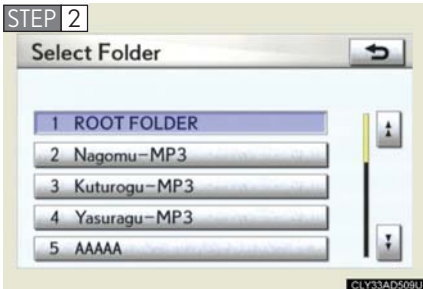 STEP 2
Select Folder
1 ROOT FOLDER
2 Nagomu-MP3
3 Kuturogu-MP3
4 Yasuragu-MP3
5 AAAAA
CLY33AD509U